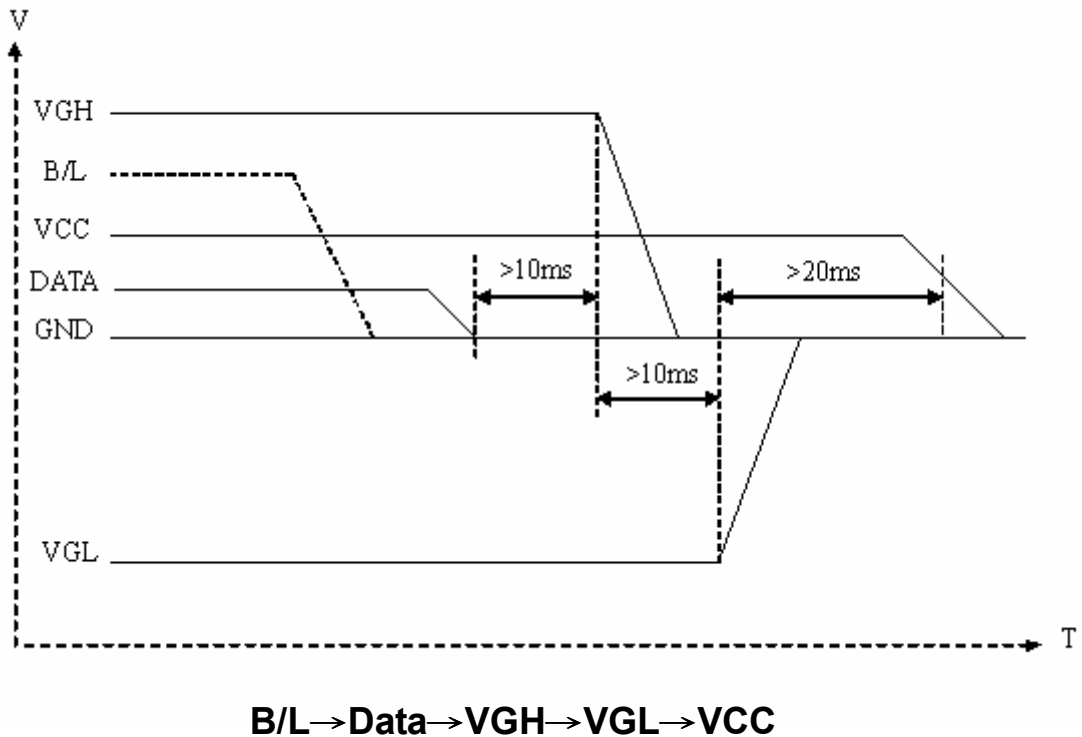 V
VGH
B/L
VCC
>10ms
>20ms
DATA
GND
>10ms
VGL
T
B/L→Data→VGH→VGL→VCC